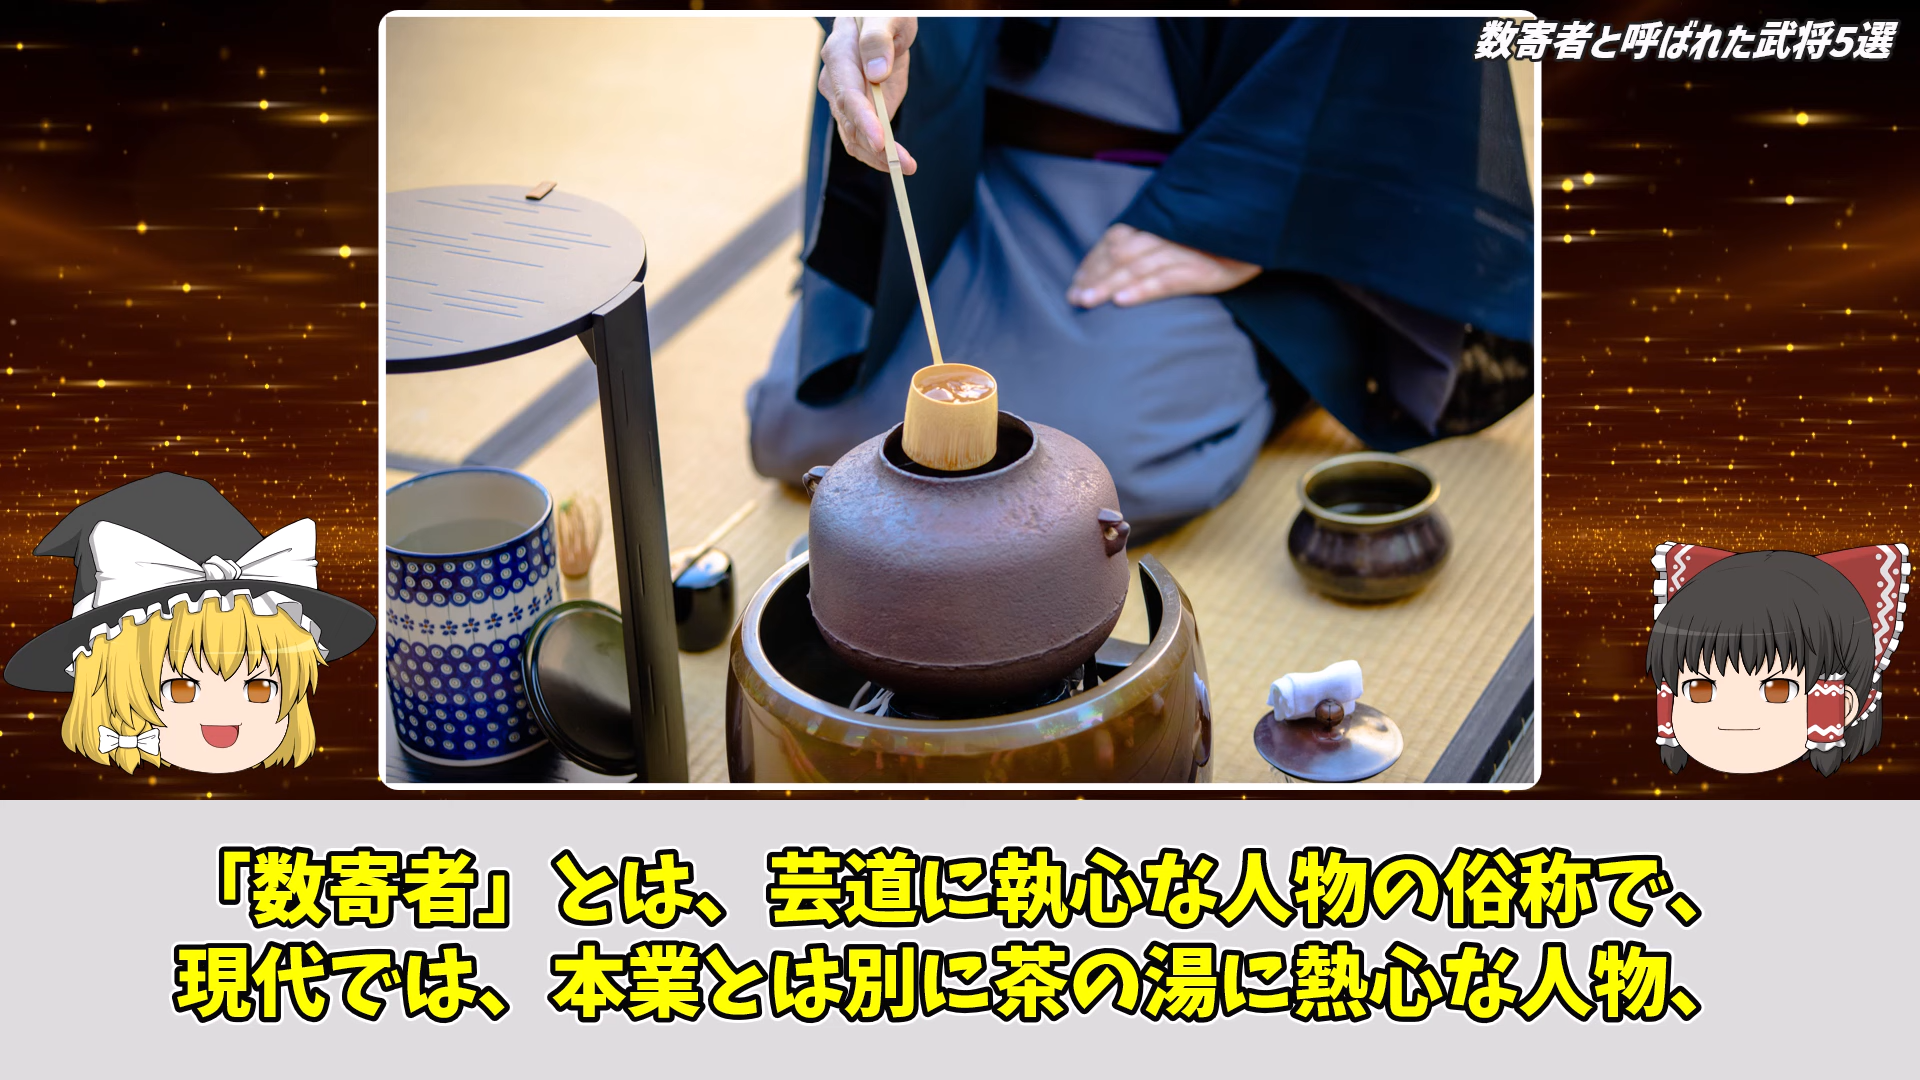 数寄者と呼ばれた武将5選
「数寄者」とは、芸道に執心な人物の俗称で、
現代では、本業とは別に茶の湯に熱心な人物、